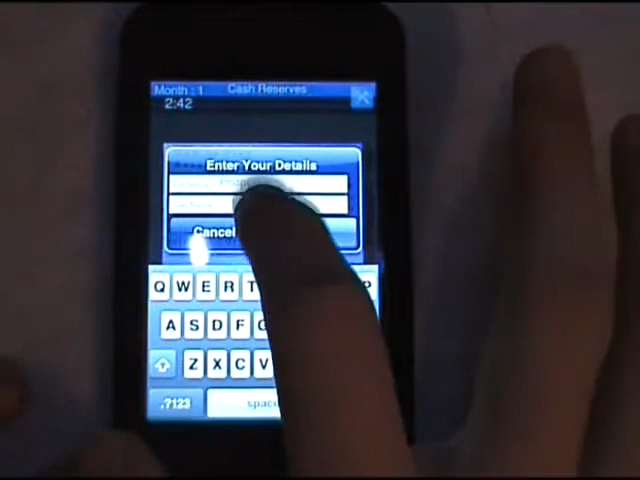 Month : 1 Cash Reserves
2:42
Enter Your Details
Cancel
Q W E R T P
A S D F G
Z X C V
.?123 space